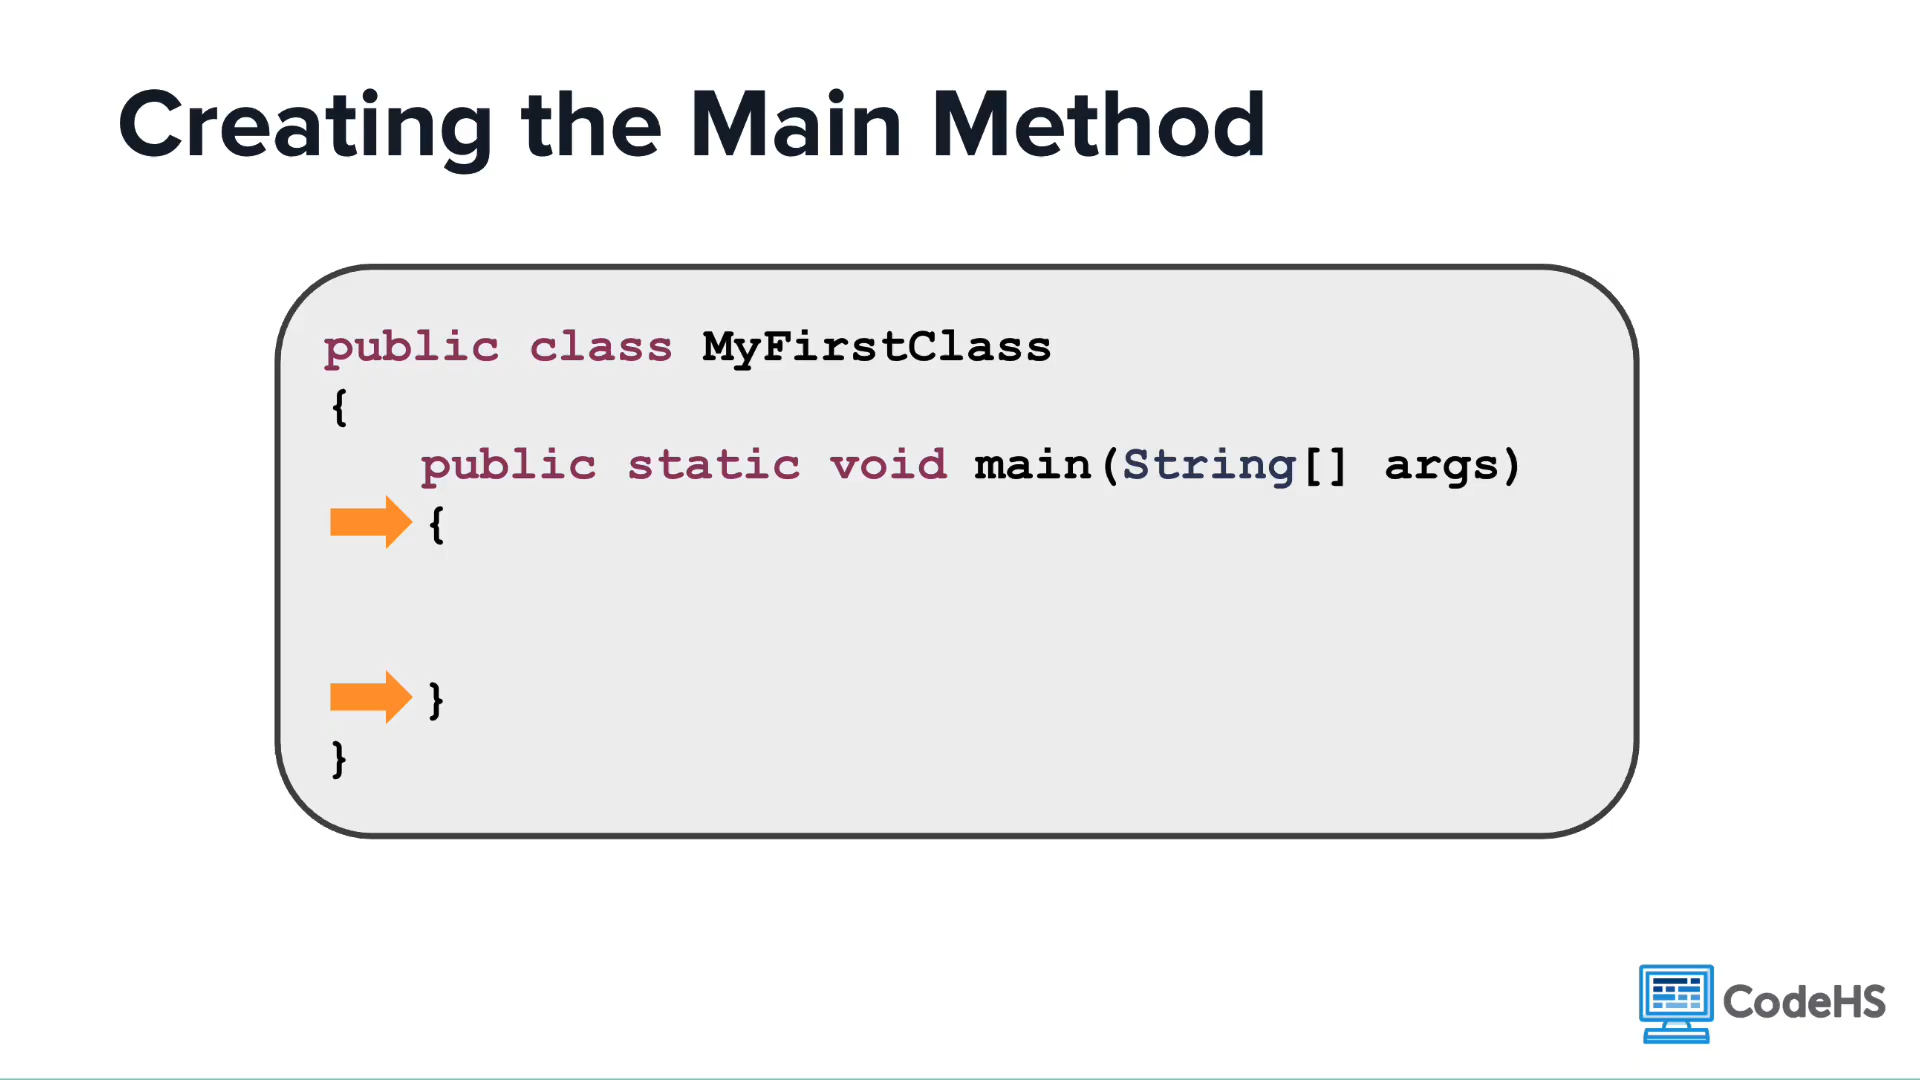 Creating the Main Method
public class MyFirstClass
{
public static void main(String[] args)
{
}
}
CodeHS